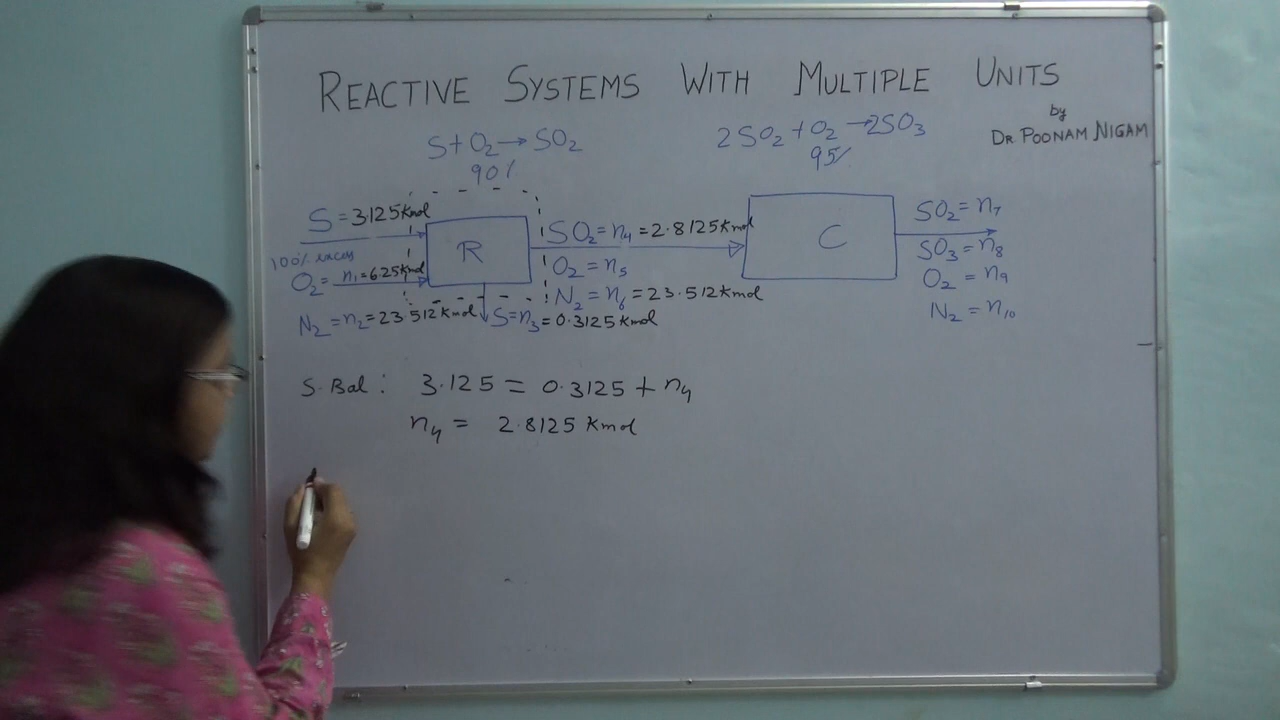 REACTIVE SYSTEMS WITH MULTIPLE UNITS
by
DR POONAM NIGAM
S + O₂ → SO₂
90%
2SO₂ + O₂ → 2SO₃
95%
S = 3.125 Kmol
100% excess
O₂ = n₁ = 6.25 Kmol
N₂ = n₂ = 23.512 Kmol
R
S = n₃ = 0.3125 Kmol
SO₂ = n₄ = 2.8125 Kmol
O₂ = n₅
N₂ = n₆ = 23.512 Kmol
C
SO₂ = n₇
SO₃ = n₈
O₂ = n₉
N₂ = n₁₀
S. Bal : 3.125 = 0.3125 + n₄
n₄ = 2.8125 Kmol